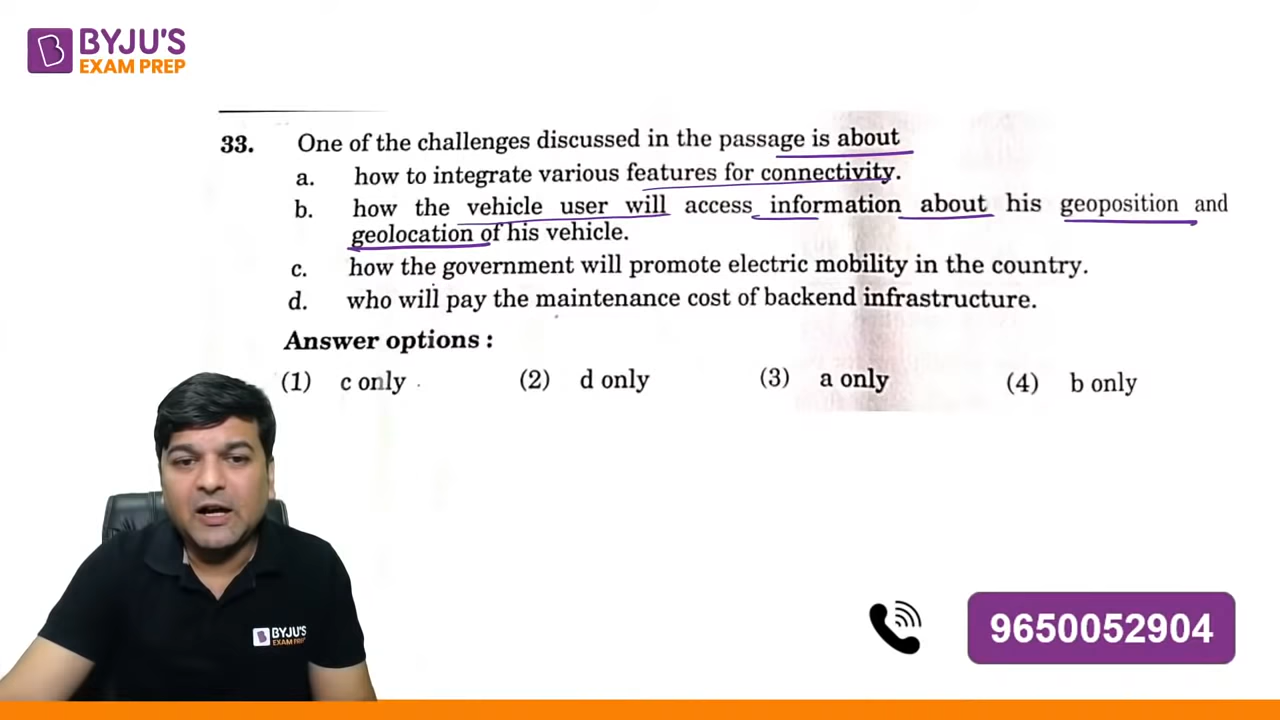 BYJU'S
EXAM PREP
33. One of the challenges discussed in the passage is about
a. how to integrate various features for connectivity.
b. how the vehicle user will access information about his geoposition and
geolocation of his vehicle.
c. how the government will promote electric mobility in the country.
d. who will pay the maintenance cost of backend infrastructure.
Answer options :
(1) c only (2) d only (3) a only (4) b only
BYJU'S
EXAM PREP
9650052904